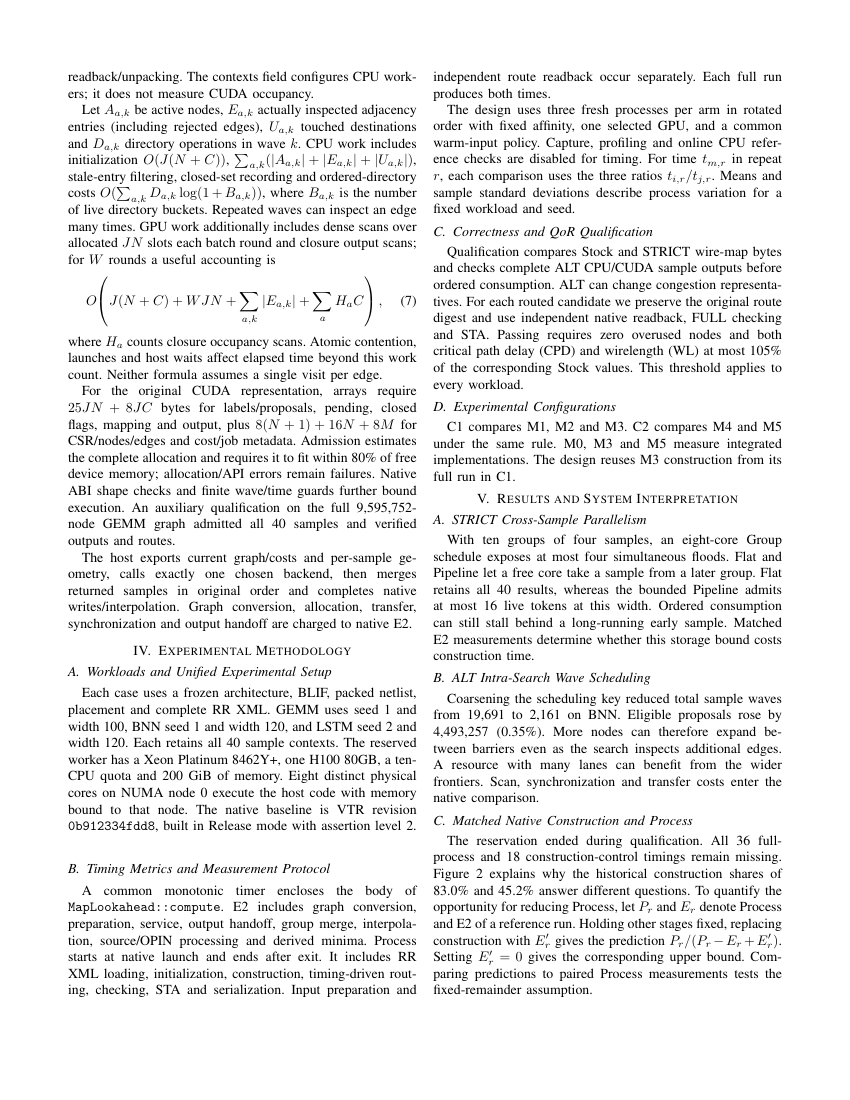 readback/unpacking. The contexts field configures CPU work-
ers; it does not measure CUDA occupancy.
Let A_{a,k} be active nodes, E_{a,k} actually inspected adjacency
entries (including rejected edges), U_{a,k} touched destinations
and D_{a,k} directory operations in wave k. CPU work includes
initialization O(J(N + C)), ∑_{a,k}(|A_{a,k}| + |E_{a,k}| + |U_{a,k}|),
stale-entry filtering, closed-set recording and ordered-directory
costs O(∑_{a,k} D_{a,k} log(1 + B_{a,k})), where B_{a,k} is the number
of live directory buckets. Repeated waves can inspect an edge
many times. GPU work additionally includes dense scans over
allocated JN slots each batch round and closure output scans;
for W rounds a useful accounting is
O(J(N + C) + WJN + ∑_{a,k} |E_{a,k}| + ∑_a H_aC), (7)
where H_a counts closure occupancy scans. Atomic contention,
launches and host waits affect elapsed time beyond this work
count. Neither formula assumes a single visit per edge.
For the original CUDA representation, arrays require
25JN + 8JC bytes for labels/proposals, pending, closed
flags, mapping and output, plus 8(N + 1) + 16N + 8M for
CSR/nodes/edges and cost/job metadata. Admission estimates
the complete allocation and requires it to fit within 80% of free
device memory; allocation/API errors remain failures. Native
ABI shape checks and finite wave/time guards further bound
execution. An auxiliary qualification on the full 9,595,752-
node GEMM graph admitted all 40 samples and verified
outputs and routes.
The host exports current graph/costs and per-sample ge-
ometry, calls exactly one chosen backend, then merges
returned samples in original order and completes native
writes/interpolation. Graph conversion, allocation, transfer,
synchronization and output handoff are charged to native E2.
IV. EXPERIMENTAL METHODOLOGY
A. Workloads and Unified Experimental Setup
Each case uses a frozen architecture, BLIF, packed netlist,
placement and complete RR XML. GEMM uses seed 1 and
width 100, BNN seed 1 and width 120, and LSTM seed 2 and
width 120. Each retains all 40 sample contexts. The reserved
worker has a Xeon Platinum 8462Y+, one H100 80GB, a ten-
CPU quota and 200 GiB of memory. Eight distinct physical
cores on NUMA node 0 execute the host code with memory
bound to that node. The native baseline is VTR revision
0b912334fdd8, built in Release mode with assertion level 2.
B. Timing Metrics and Measurement Protocol
A common monotonic timer encloses the body of
MapLookahead::compute. E2 includes graph conversion,
preparation, service, output handoff, group merge, interpola-
tion, source/OPIN processing and derived minima. Process
starts at native launch and ends after exit. It includes RR
XML loading, initialization, construction, timing-driven rout-
ing, checking, STA and serialization. Input preparation and
independent route readback occur separately. Each full run
produces both times.
The design uses three fresh processes per arm in rotated
order with fixed affinity, one selected GPU, and a common
warm-input policy. Capture, profiling and online CPU refer-
ence checks are disabled for timing. For time t_{m,r} in repeat
r, each comparison uses the three ratios t_{i,r}/t_{j,r}. Means and
sample standard deviations describe process variation for a
fixed workload and seed.
C. Correctness and QoR Qualification
Qualification compares Stock and STRICT wire-map bytes
and checks complete ALT CPU/CUDA sample outputs before
ordered consumption. ALT can change congestion representa-
tives. For each routed candidate we preserve the original route
digest and use independent native readback, FULL checking
and STA. Passing requires zero overused nodes and both
critical path delay (CPD) and wirelength (WL) at most 105%
of the corresponding Stock values. This threshold applies to
every workload.
D. Experimental Configurations
C1 compares M1, M2 and M3. C2 compares M4 and M5
under the same rule. M0, M3 and M5 measure integrated
implementations. The design reuses M3 construction from its
full run in C1.
V. RESULTS AND SYSTEM INTERPRETATION
A. STRICT Cross-Sample Parallelism
With ten groups of four samples, an eight-core Group
schedule exposes at most four simultaneous floods. Flat and
Pipeline let a free core take a sample from a later group. Flat
retains all 40 results, whereas the bounded Pipeline admits
at most 16 live tokens at this width. Ordered consumption
can still stall behind a long-running early sample. Matched
E2 measurements determine whether this storage bound costs
construction time.
B. ALT Intra-Search Wave Scheduling
Coarsening the scheduling key reduced total sample waves
from 19,691 to 2,161 on BNN. Eligible proposals rose by
4,493,257 (0.35%). More nodes can therefore expand be-
tween barriers even as the search inspects additional edges.
A resource with many lanes can benefit from the wider
frontiers. Scan, synchronization and transfer costs enter the
native comparison.
C. Matched Native Construction and Process
The reservation ended during qualification. All 36 full-
process and 18 construction-control timings remain missing.
Figure 2 explains why the historical construction shares of
83.0% and 45.2% answer different questions. To quantify the
opportunity for reducing Process, let P_r and E_r denote Process
and E2 of a reference run. Holding other stages fixed, replacing
construction with E′_r gives the prediction P_r/(P_r − E_r + E′_r).
Setting E′_r = 0 gives the corresponding upper bound. Com-
paring predictions to paired Process measurements tests the
fixed-remainder assumption.